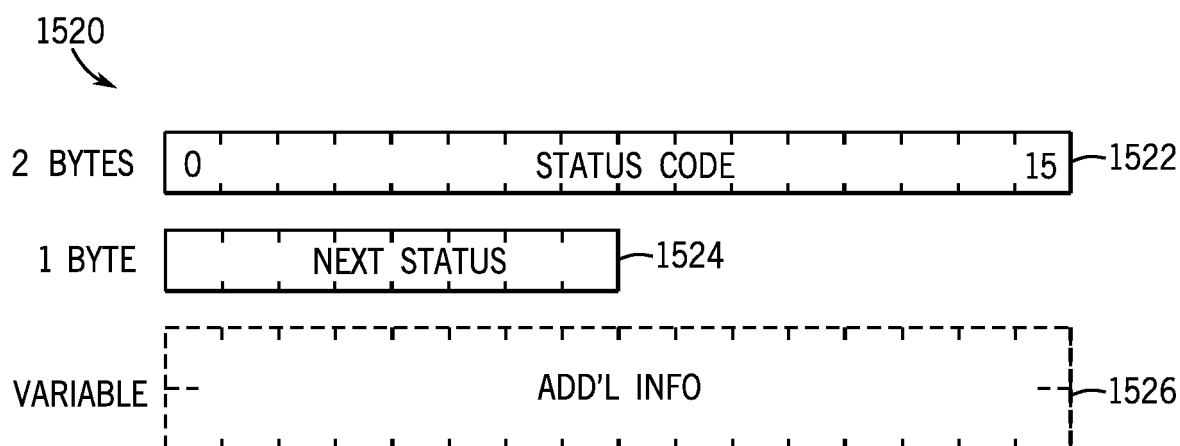 1520
2 BYTES 0 STATUS CODE 15 1522
1 BYTE NEXT STATUS 1524
VARIABLE ADD'L INFO 1526